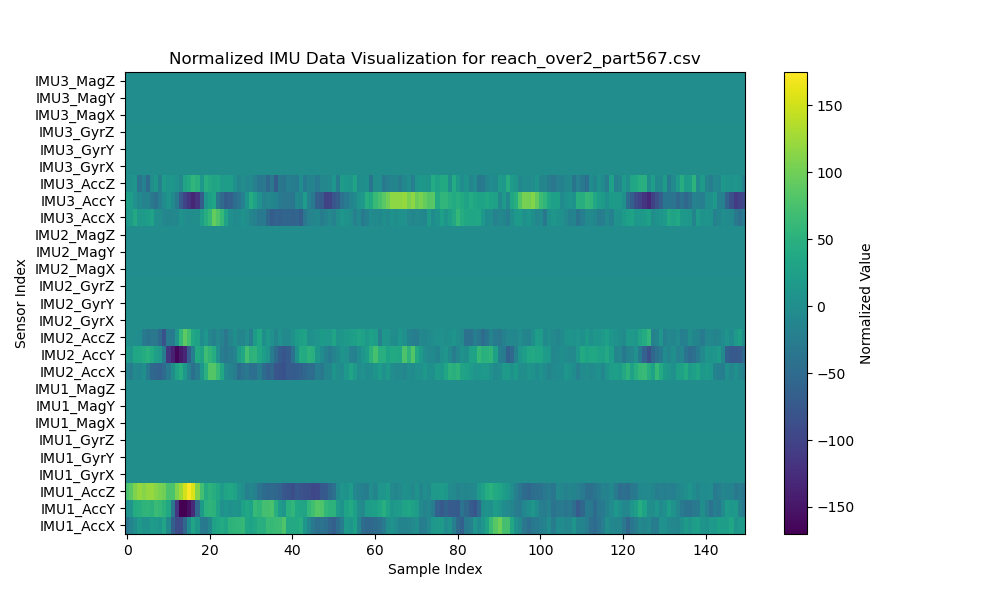 Normalized IMU Data Visualization for reach_over2_part567.csv
IMU3_MagZ
IMU3_MagY
IMU3_MagX
IMU3_GyrZ
IMU3_GyrY
IMU3_GyrX
IMU3_AccZ
IMU3_AccY
IMU3_AccX
IMU2_MagZ
IMU2_MagY
IMU2_MagX
IMU2_GyrZ
IMU2_GyrY
IMU2_GyrX
IMU2_AccZ
IMU2_AccY
IMU2_AccX
IMU1_MagZ
IMU1_MagY
IMU1_MagX
IMU1_GyrZ
IMU1_GyrY
IMU1_GyrX
IMU1_AccZ
IMU1_AccY
IMU1_AccX
Sensor Index
0 20 40 60 80 100 120 140
Sample Index
150
100
50
0
−50
−100
−150
Normalized Value